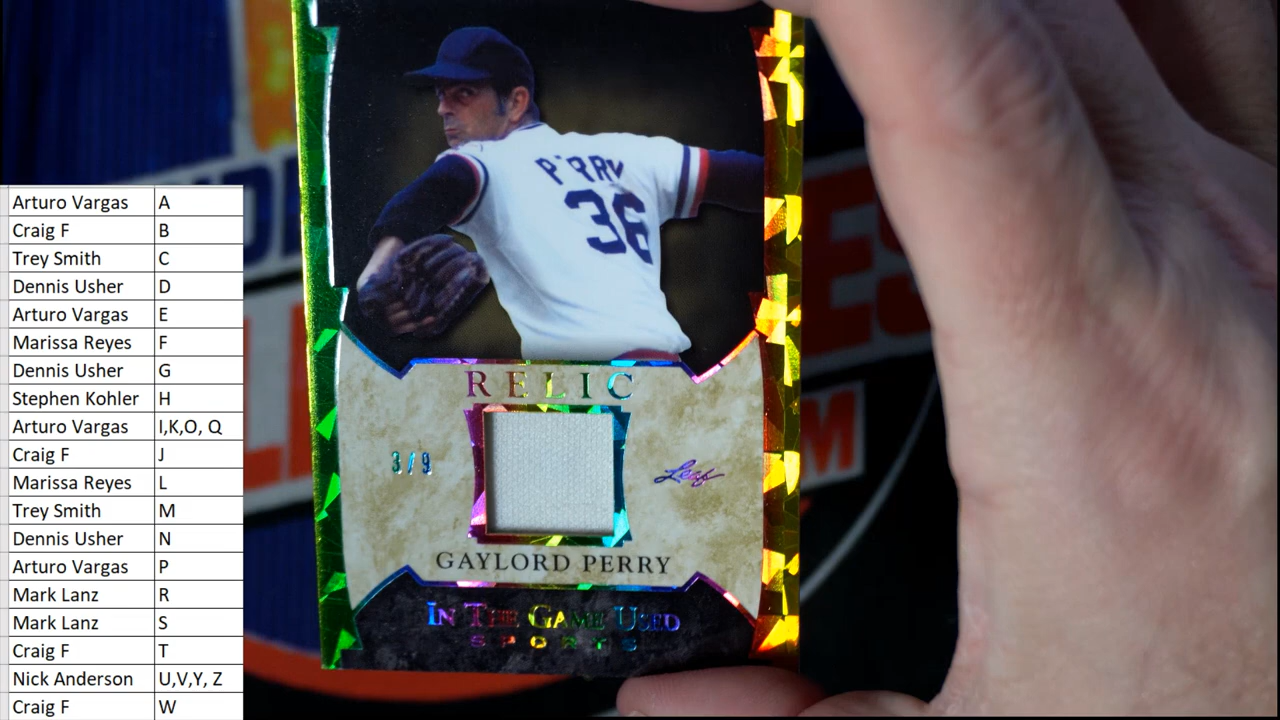 Arturo Vargas A
Craig F B
Trey Smith C
Dennis Usher D
Arturo Vargas E
Marissa Reyes F
Dennis Usher G
Stephen Kohler H
Arturo Vargas I,K,O, Q
Craig F J
Marissa Reyes L
Trey Smith M
Dennis Usher N
Arturo Vargas P
Mark Lanz R
Mark Lanz S
Craig F T
Nick Anderson U,V,Y, Z
Craig F W
PERRY
36
RELIC
3/9
Leaf
GAYLORD PERRY
IN THE GAME USED
SPORTS